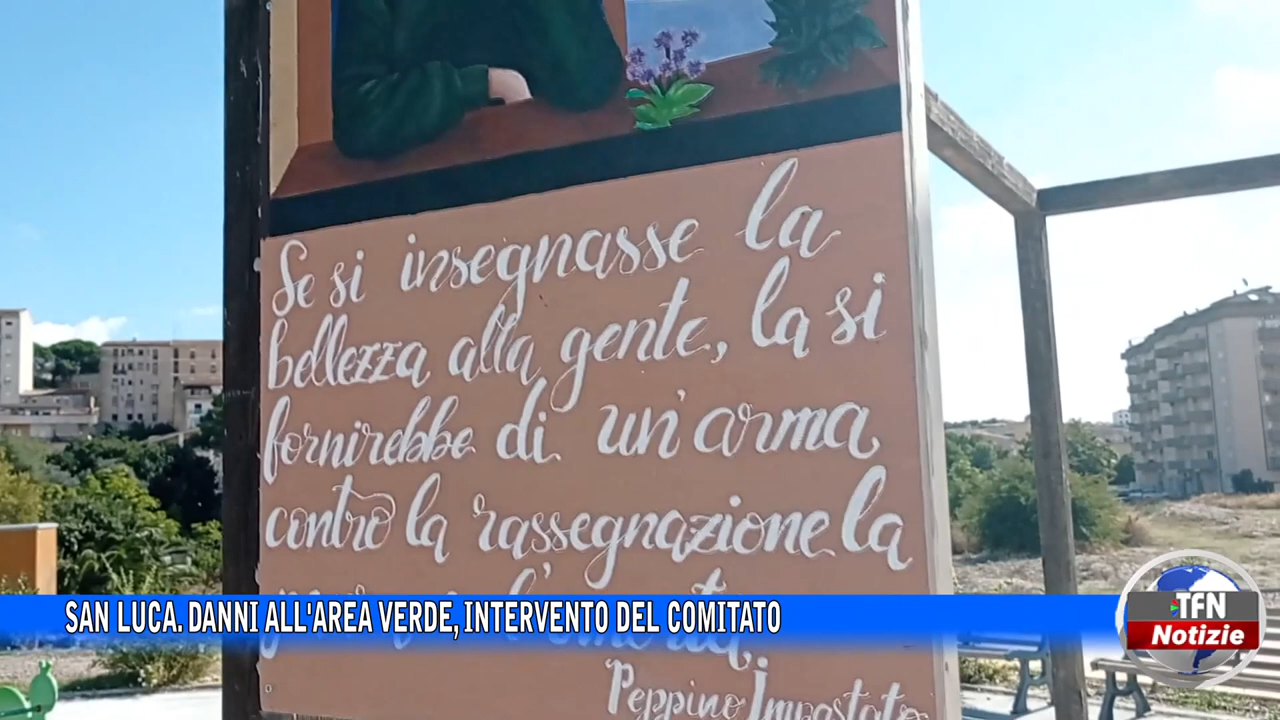 Se si insegnasse la
bellezza alla gente, la si
fornirebbe di un'arma
contro la rassegnazione la
Peppino Impastato
SAN LUCA. DANNI ALL'AREA VERDE, INTERVENTO DEL COMITATO
TFN
Notizie